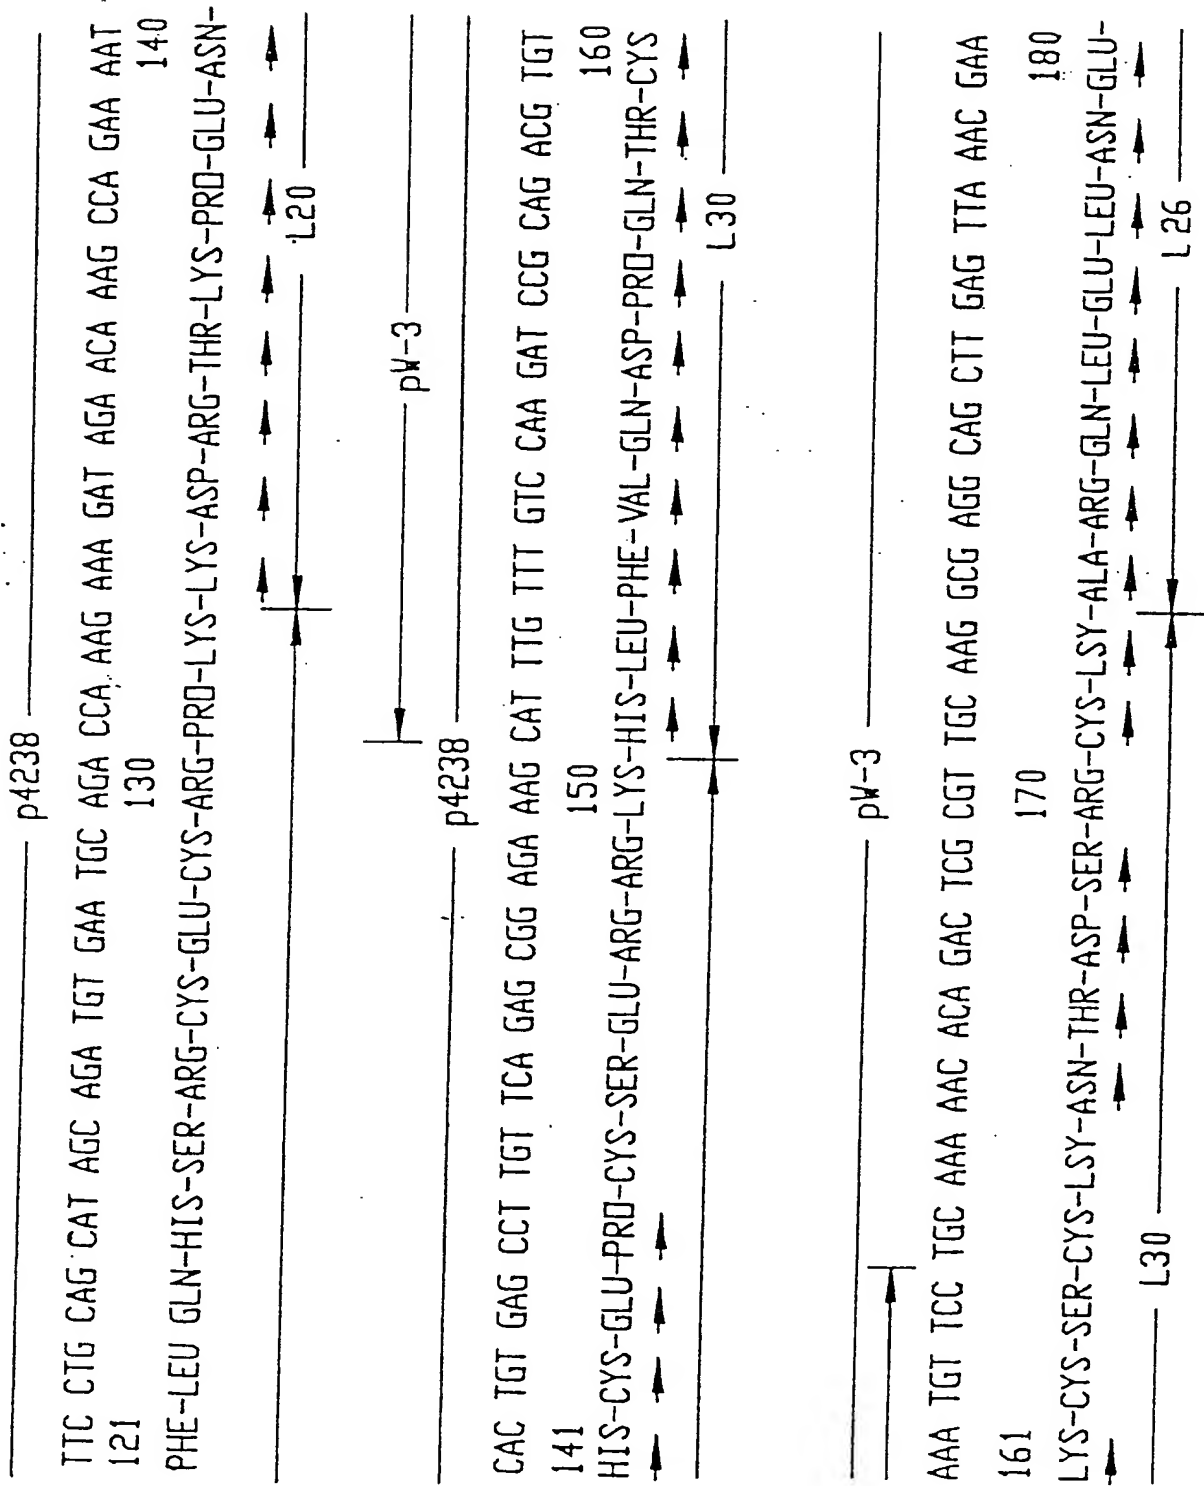 p4238
TTC CTG CAG CAT AGC AGA TGT GAA TGC AGA CCA AAG AAA GAT AGA ACA AAG CCA GAA AAT
121 130 140
PHE-LEU GLN-HIS-SER-ARG-CYS-GLU-CYS-ARG-PRO-LYS-LYS-ASP-ARG-THR-LYS-PRO-GLU-ASN-
L20
pW-3
p4238
CAC TGT GAG CCT TGT TCA GAG CGG AGA AAG CAT TTG TTT GTC CAA GAT CCG CAG ACG TGT
141 150 160
HIS-CYS-GLU-PRO-CYS-SER-GLU-ARG-ARG-LYS-HIS-LEU-PHE-VAL-GLN-ASP-PRO-GLN-THR-CYS
L30
pW-3
AAA TGT TCC TGC AAA AAC ACA GAC TCG CGT TGC AAG GCG AGG CAG CTT GAG TTA AAC GAA
161 170 180
LYS-CYS-SER-CYS-LSY-ASN-THR-ASP-SER-ARG-CYS-LSY-ALA-ARG-GLN-LEU-GLU-LEU-ASN-GLU-
L30 L26